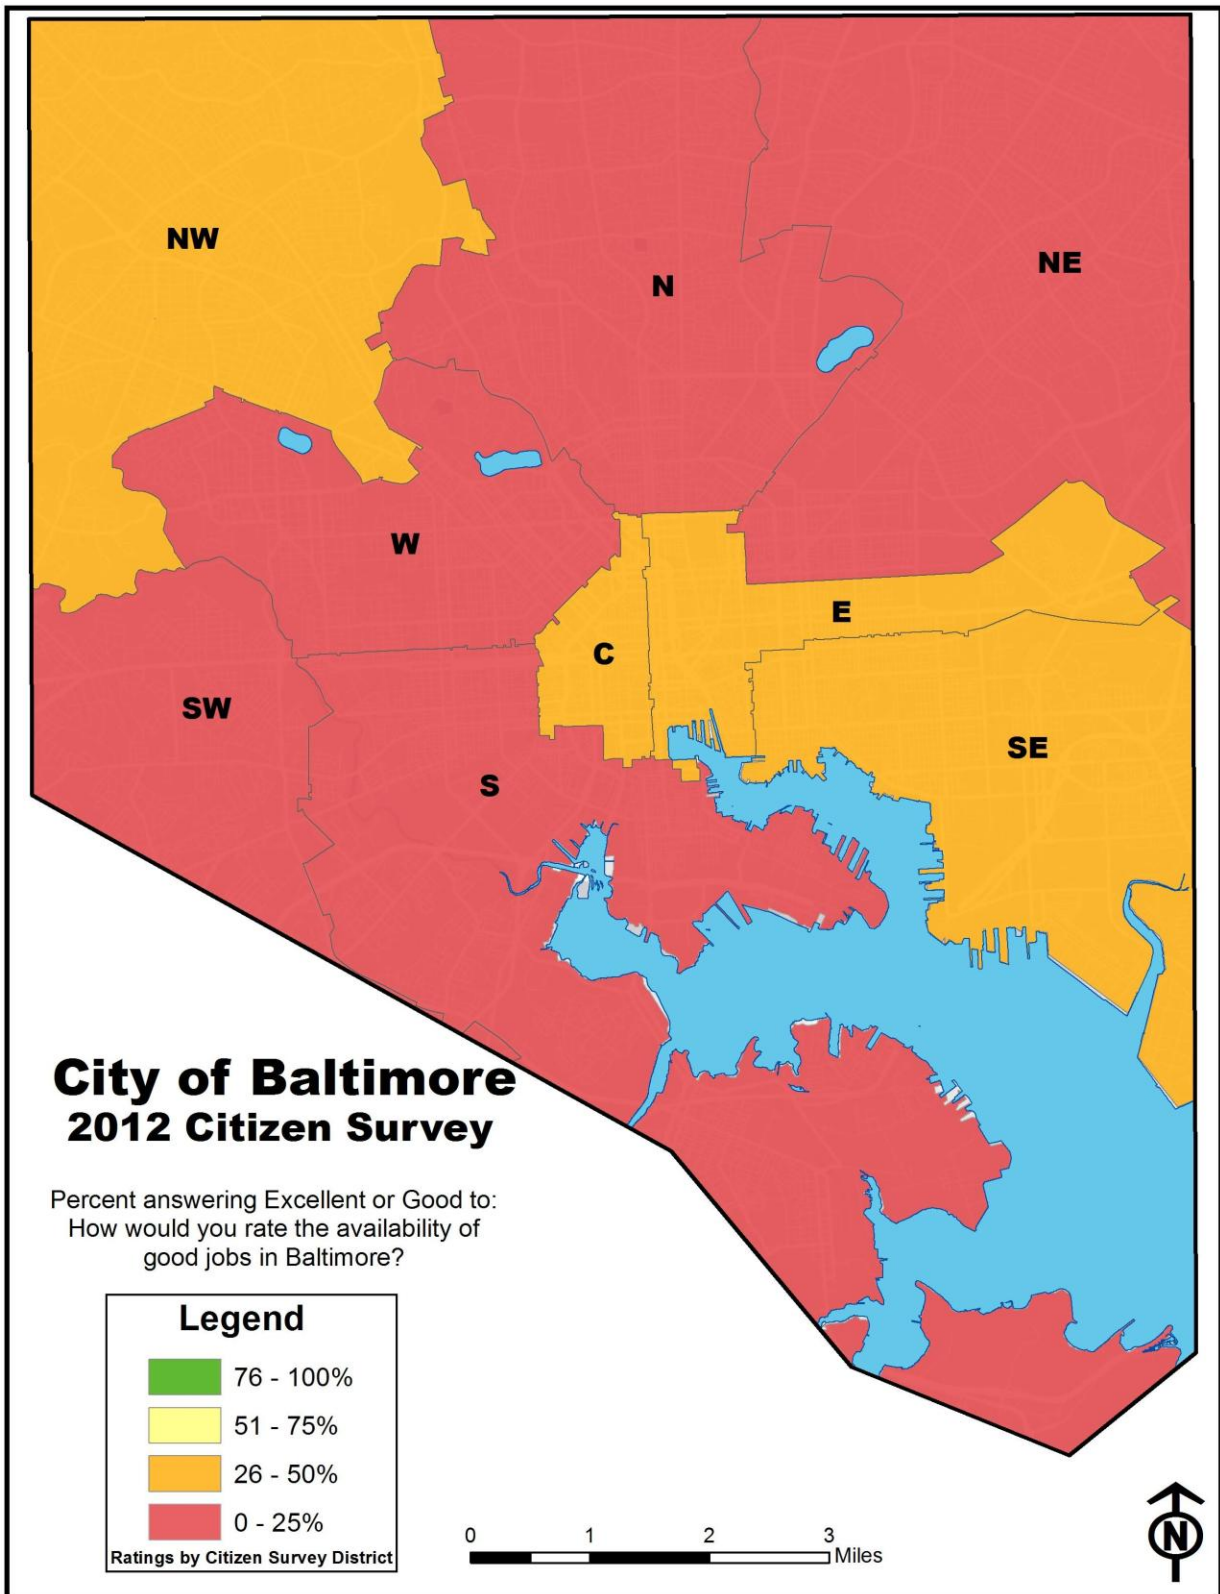 NW
N
NE
W
E
C
SW
SE
S
City of Baltimore
2012 Citizen Survey
Percent answering Excellent or Good to:
How would you rate the availability of
good jobs in Baltimore?
Legend
76 - 100%
51 - 75%
26 - 50%
0 - 25%
Ratings by Citizen Survey District
0 1 2 3
Miles
N